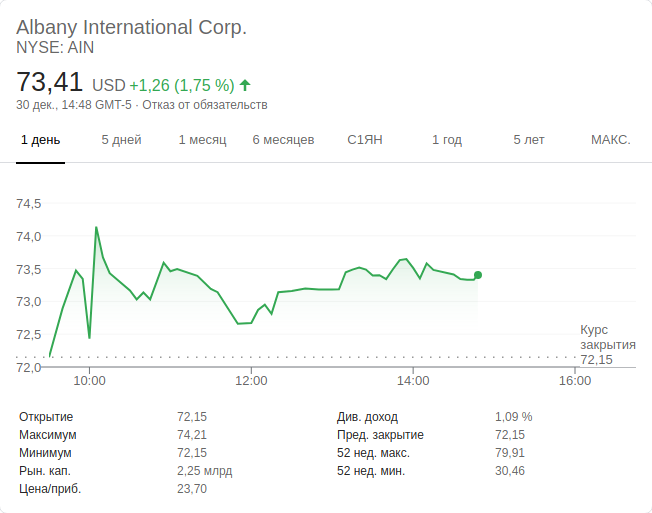 Albany International Corp.
NYSE: AIN
73,41 USD +1,26 (1,75 %)
30 дек., 14:48 GMT-5 · Отказ от обязательств
1 день 5 дней 1 месяц 6 месяцев С1ЯН 1 год 5 лет МАКС.
74,5
74,0
73,5
73,0
72,5
72,0
Курс
закрытия
72,15
10:00 12:00 14:00 16:00
Открытие 72,15 Див. доход 1,09 %
Максимум 74,21 Пред. закрытие 72,15
Минимум 72,15 52 нед. макс. 79,91
Рын. кап. 2,25 млрд 52 нед. мин. 30,46
Цена/приб. 23,70